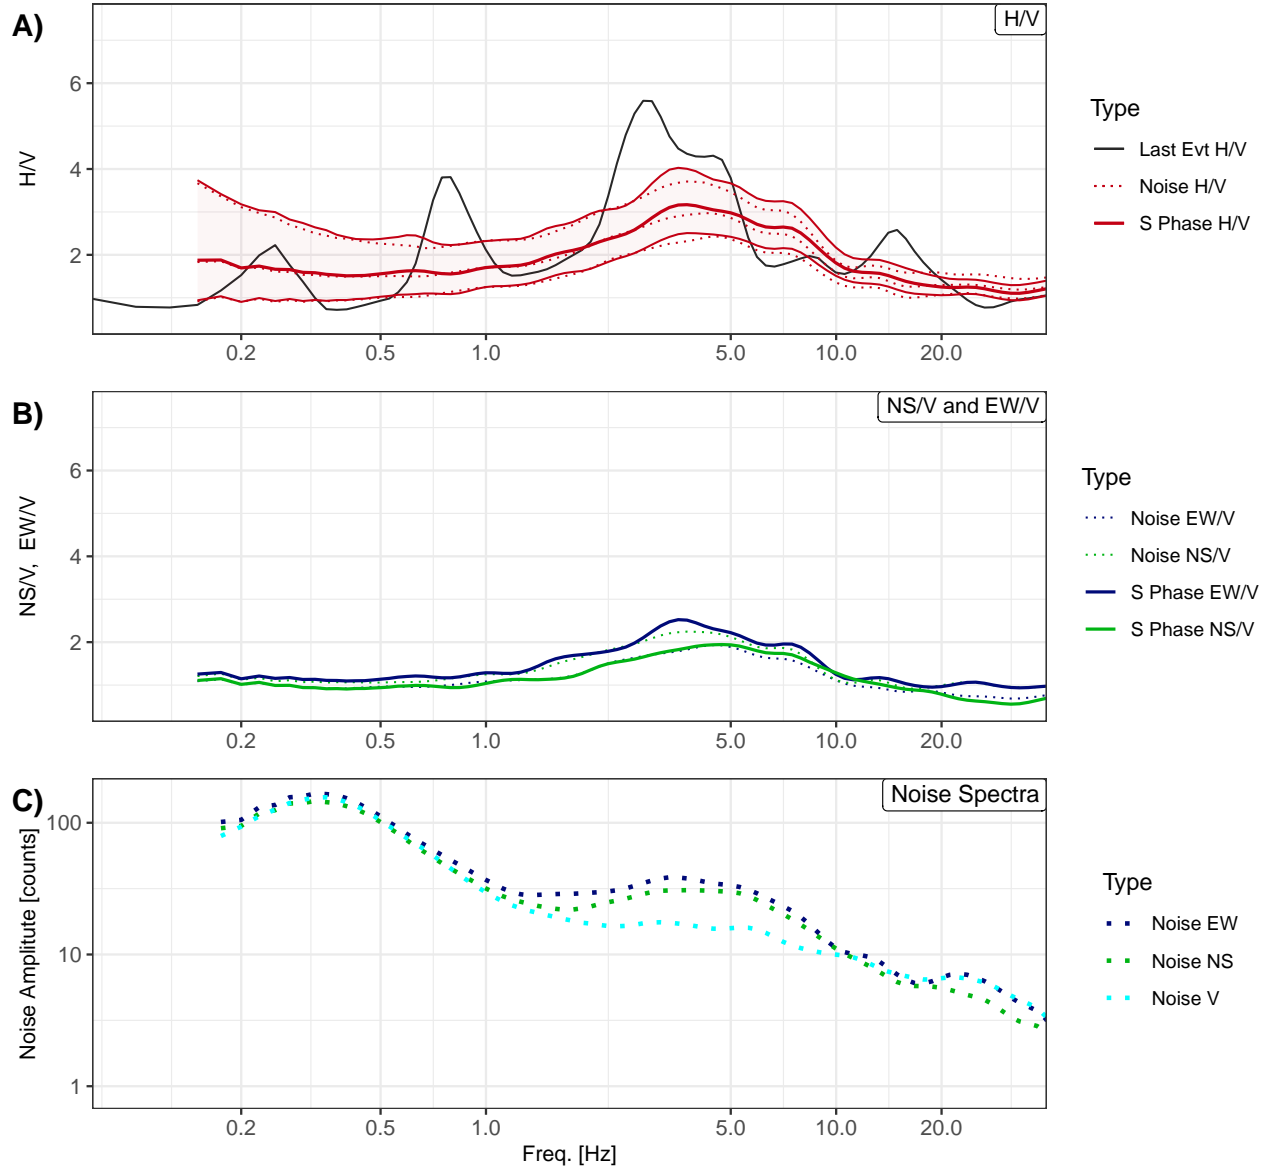 A)
H/V
6
4
2
H/V
0.2 0.5 1.0 5.0 10.0 20.0
Type
Last Evt H/V
Noise H/V
S Phase H/V
B)
NS/V and EW/V
6
4
2
NS/V, EW/V
0.2 0.5 1.0 5.0 10.0 20.0
Type
Noise EW/V
Noise NS/V
S Phase EW/V
S Phase NS/V
C)
Noise Spectra
100
10
1
Noise Amplitute [counts]
0.2 0.5 1.0 5.0 10.0 20.0
Freq. [Hz]
Type
Noise EW
Noise NS
Noise V